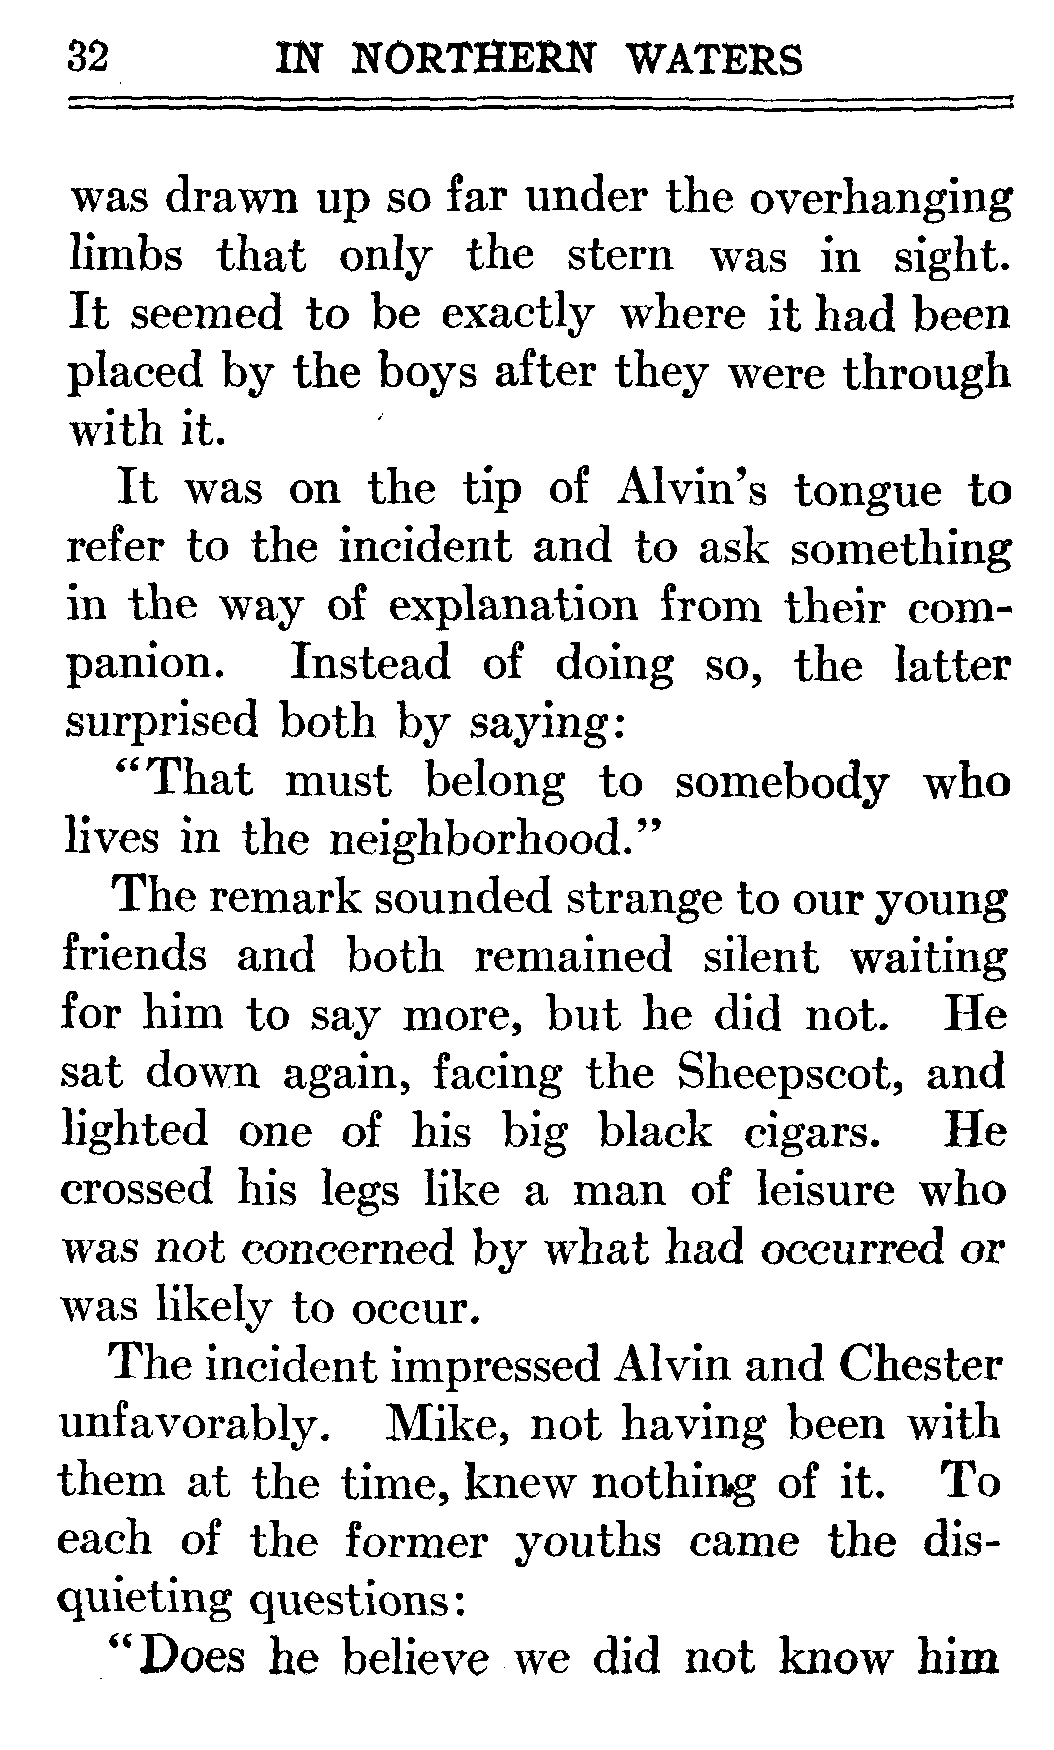 32 IN NORTHERN WATERS
was drawn up so far under the overhanging
limbs that only the stern was in sight.
It seemed to be exactly where it had been
placed by the boys after they were through
with it.
It was on the tip of Alvin's tongue to
refer to the incident and to ask something
in the way of explanation from their com-
panion. Instead of doing so, the latter
surprised both by saying:
"That must belong to somebody who
lives in the neighborhood."
The remark sounded strange to our young
friends and both remained silent waiting
for him to say more, but he did not. He
sat down again, facing the Sheepscot, and
lighted one of his big black cigars. He
crossed his legs like a man of leisure who
was not concerned by what had occurred or
was likely to occur.
The incident impressed Alvin and Chester
unfavorably. Mike, not having been with
them at the time, knew nothing of it. To
each of the former youths came the dis-
quieting questions:
"Does he believe we did not know him